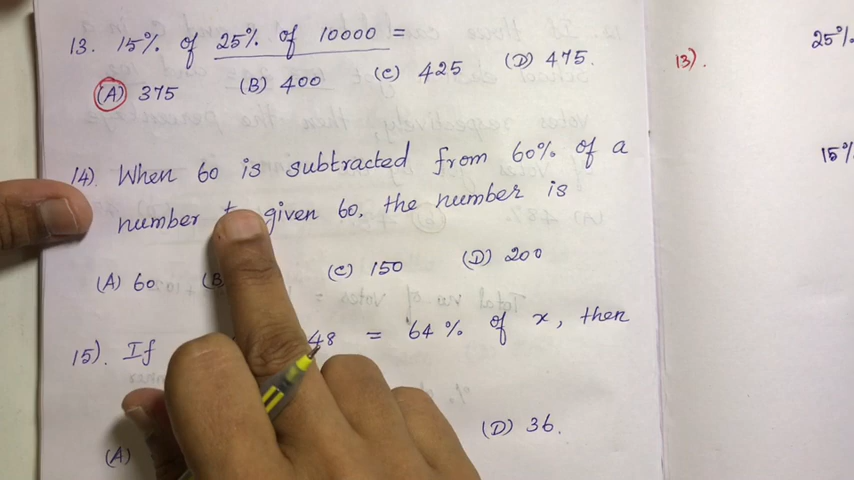 13. 15% of 25% of 10000 =
(A) 375 (B) 400 (C) 425 (D) 475.
14). When 60 is subtracted from 60% of a
number given 60, the number is
(A) 60 (C) 150 (D) 200
15). If 48 = 64% of x, then
(A) (D) 36.
13).
25%
15%